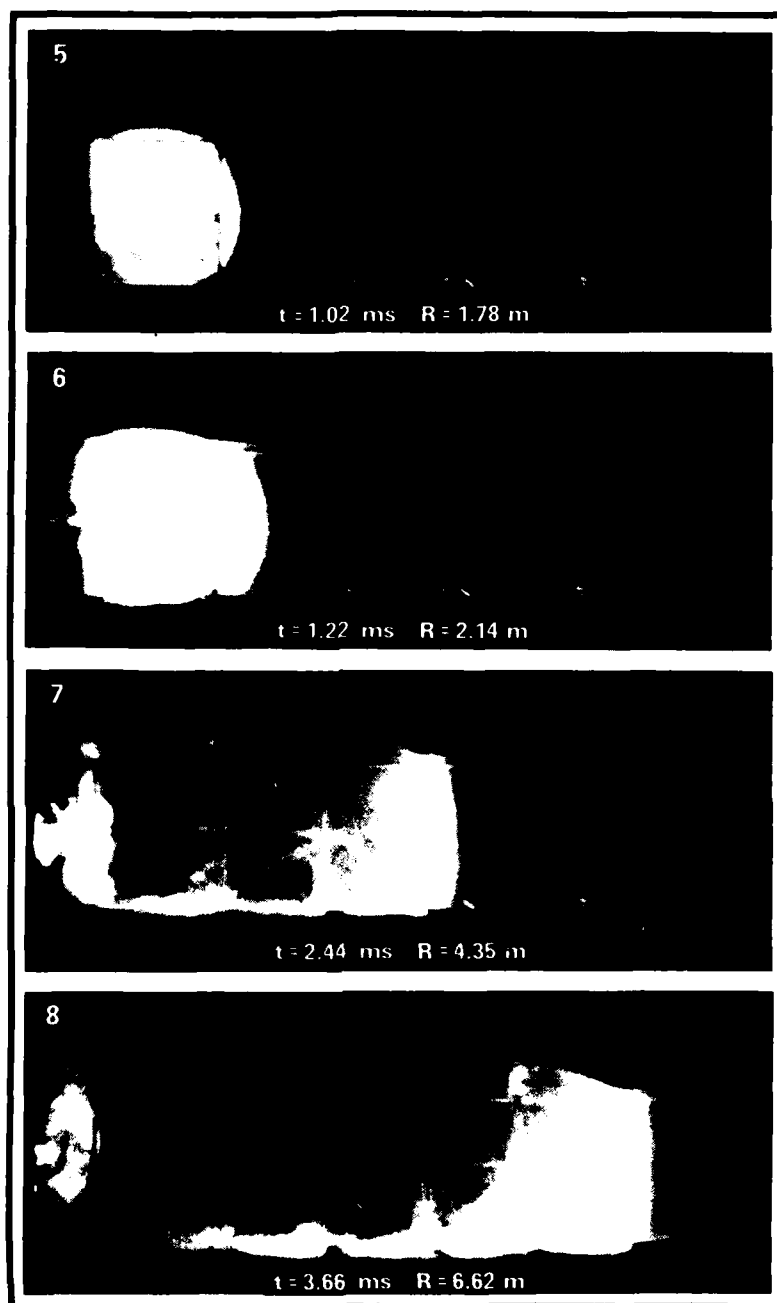 5
t = 1.02 ms R = 1.78 m
6
t = 1.22 ms R = 2.14 m
7
t = 2.44 ms R = 4.35 m
8
t = 3.66 ms R = 6.62 m